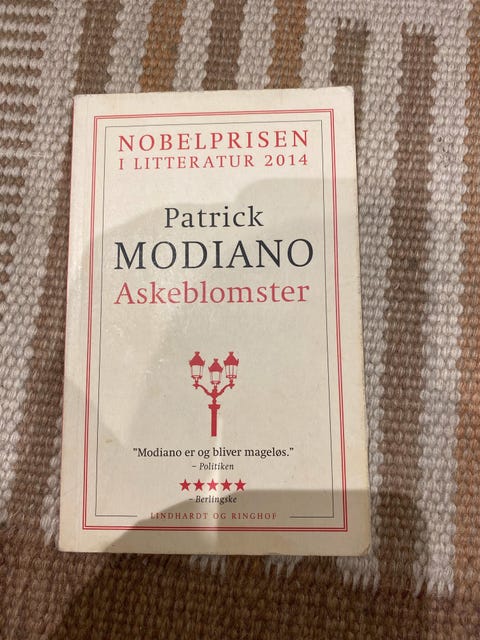 NOBELPRISEN
I LITTERATUR 2014
Patrick
MODIANO
Askeblomster
"Modiano er og bliver mageløs."
– Politiken
★★★★★
– Berlingske
LINDHARDT OG RINGHOF